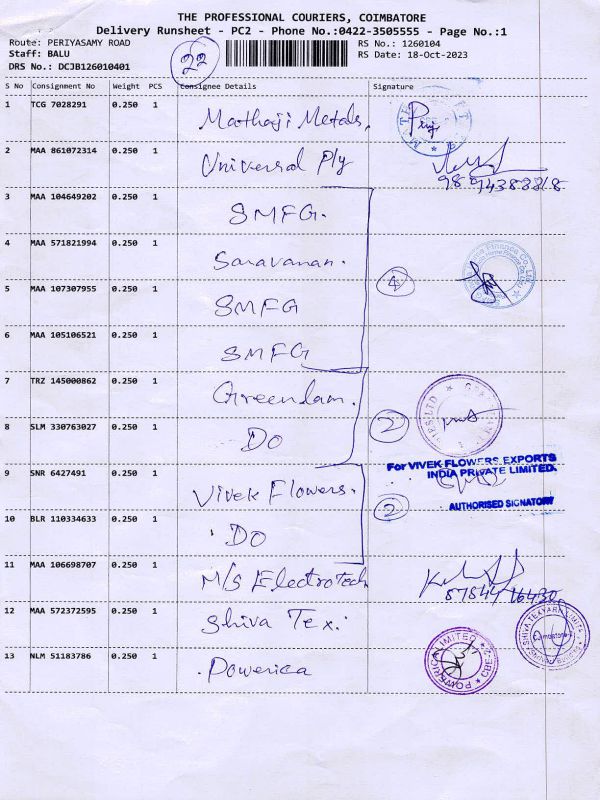 THE PROFESSIONAL COURIERS, COIMBATORE
Delivery Runsheet - PC2 - Phone No.:0422-3505555 - Page No.:1
Route: PERIYASAMY ROAD
RS No.: 1260104
Staff: BALU
22
RS Date: 18-Oct-2023
DRS No.: DCJB126010401
S No Consignment No Weight PCS Consignee Details Signature
1 TCG 7028291 0.250 1 Mathaji Metals.
2 MAA 861072314 0.250 1 Universal Ply
3 MAA 104649202 0.250 1 SMFG.
4 MAA 571821994 0.250 1 Saravanan. 4
5 MAA 107307955 0.250 1 SMFG
6 MAA 105106521 0.250 1 SMFG
7 TRZ 145000862 0.250 1 Greenlam.
8 SLM 330763027 0.250 1 DO 2
For VIVEK FLOWERS EXPORTS
INDIA PRIVATE LIMITED.
9 SNR 6427491 0.250 1 Vivek Flowers. 2
AUTHORISED SIGNATORY
10 BLR 110334633 0.250 1 DO
11 MAA 106698707 0.250 1 M/S Electrotech
12 MAA 572372595 0.250 1 Shiva Tex.
13 NLM 51183786 0.250 1 Powerica
POWERICA LIMITED